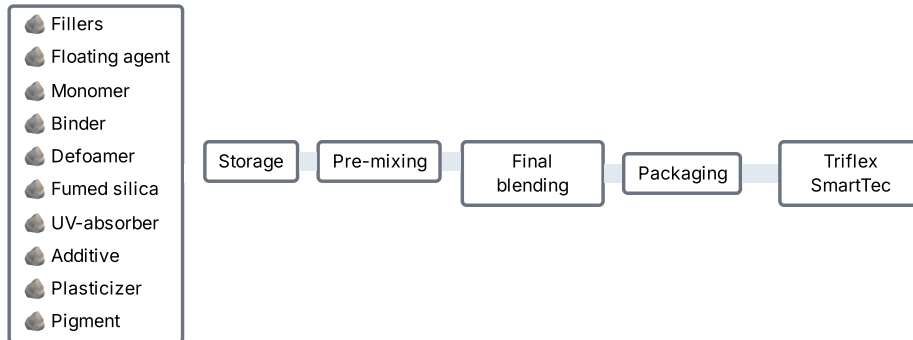 Fillers
Floating agent
Monomer
Binder
Defoamer
Fumed silica
UV-absorber
Additive
Plasticizer
Pigment
Storage
Pre-mixing
Final
blending
Packaging
Triflex
SmartTec